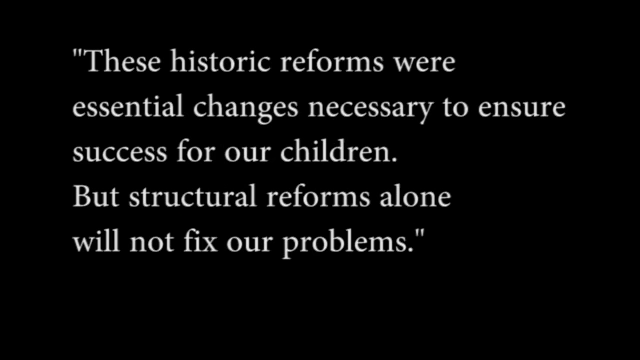 "These historic reforms were
essential changes necessary to ensure
success for our children.
But structural reforms alone
will not fix our problems."